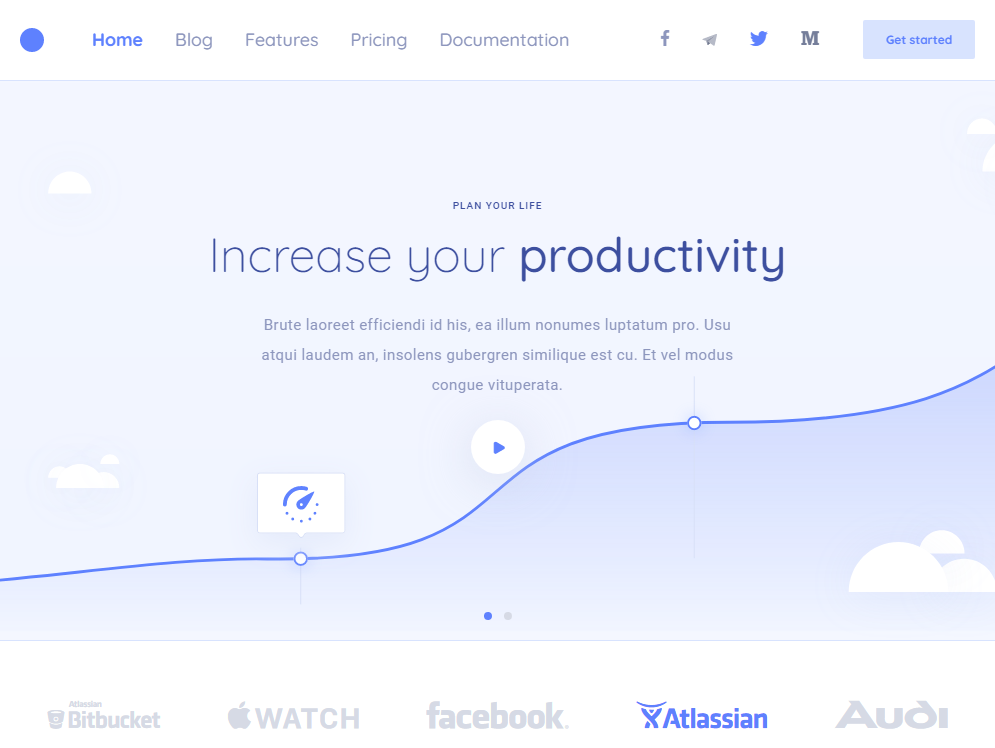 Home Blog Features Pricing Documentation M Get started
PLAN YOUR LIFE
Increase your productivity
Brute laoreet efficiendi id his, ea illum nonumes luptatum pro. Usu
atqui laudem an, insolens gubergren similique est cu. Et vel modus
congue vituperata.
Atlassian
Bitbucket WATCH facebook. Atlassian Audi